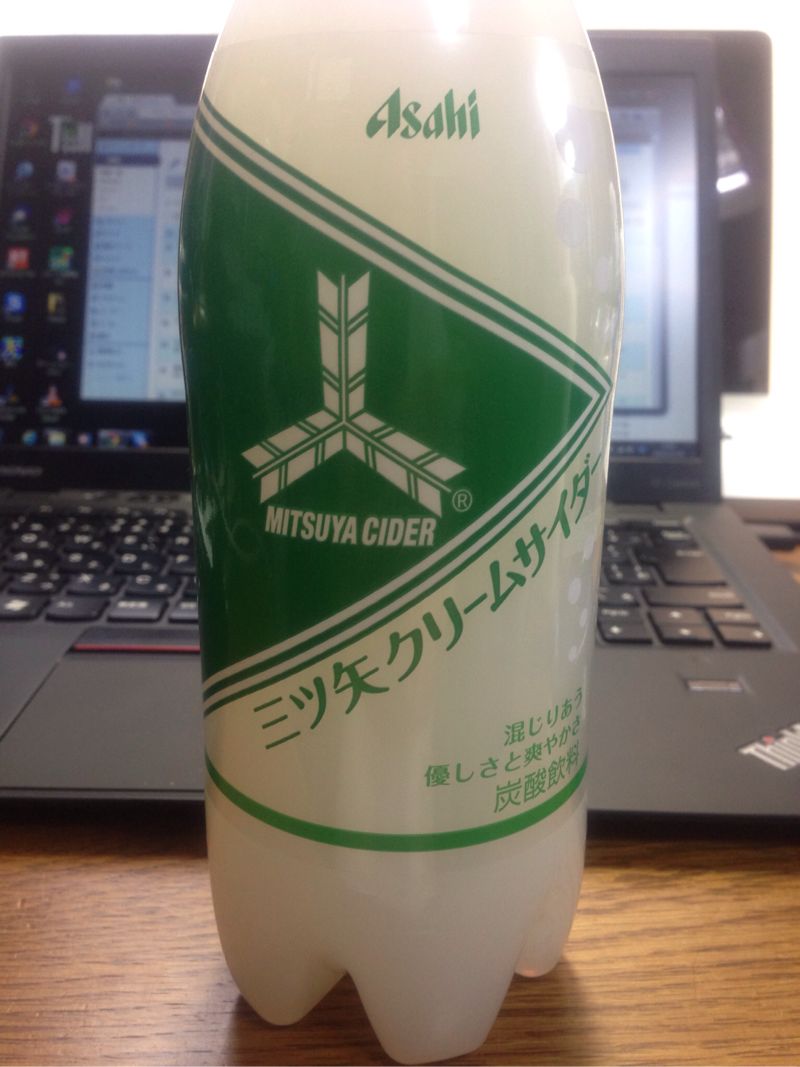 Asahi
MITSUYA CIDER®
三ツ矢クリームサイダー
混じりあう
優しさと爽やかさ
炭酸飲料
Think